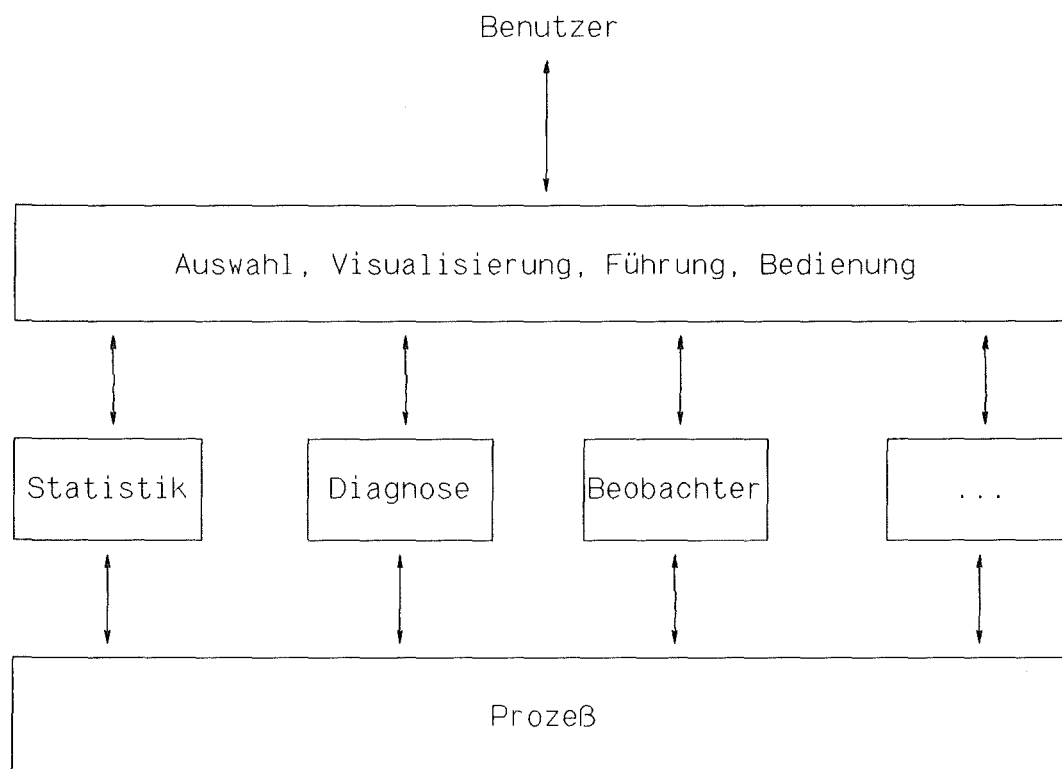 Benutzer
Auswahl, Visualisierung, Führung, Bedienung
Statistik
Diagnose
Beobachter
...
Prozeß